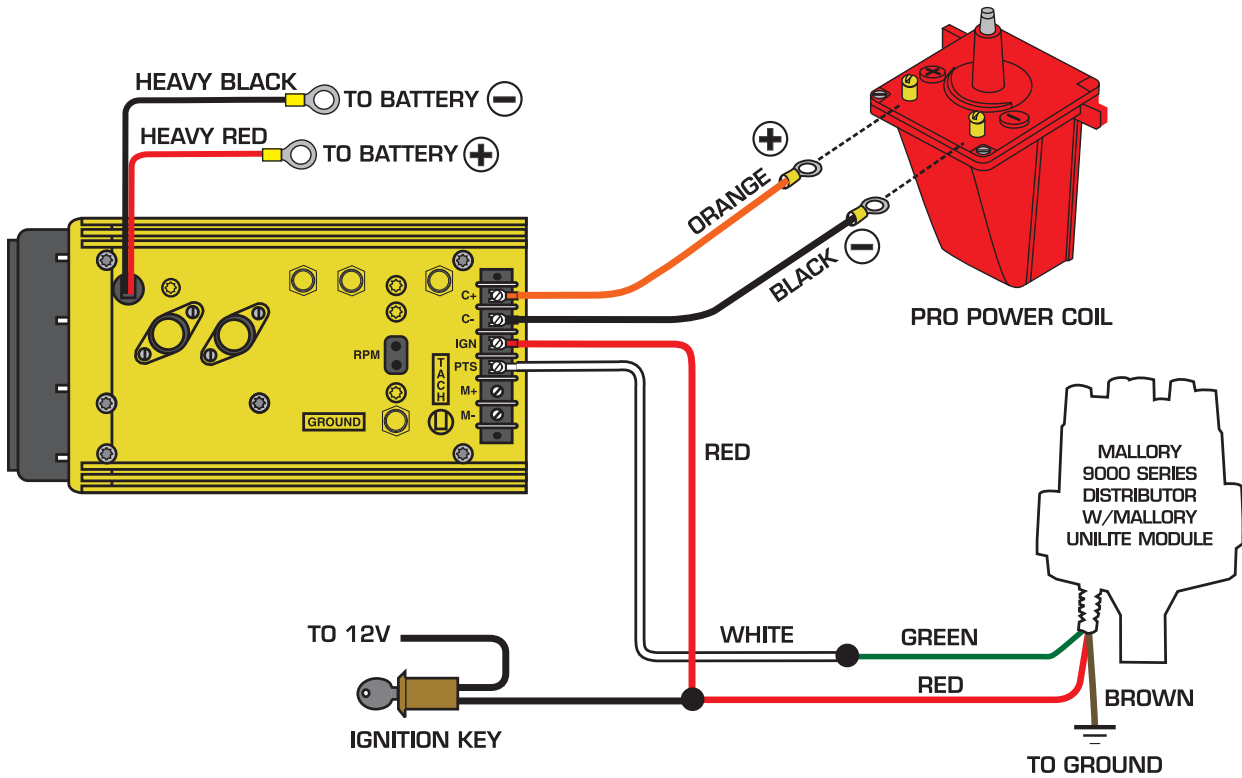 HEAVY BLACK
TO BATTERY −
HEAVY RED
TO BATTERY +
+
ORANGE
BLACK
−
+
−
PRO POWER COIL
C+
C-
IGN
PTS
M+
M-
RPM
TACH
GROUND
RED
MALLORY
9000 SERIES
DISTRIBUTOR
W/MALLORY
UNILITE MODULE
TO 12V
WHITE
GREEN
RED
BROWN
IGNITION KEY
TO GROUND